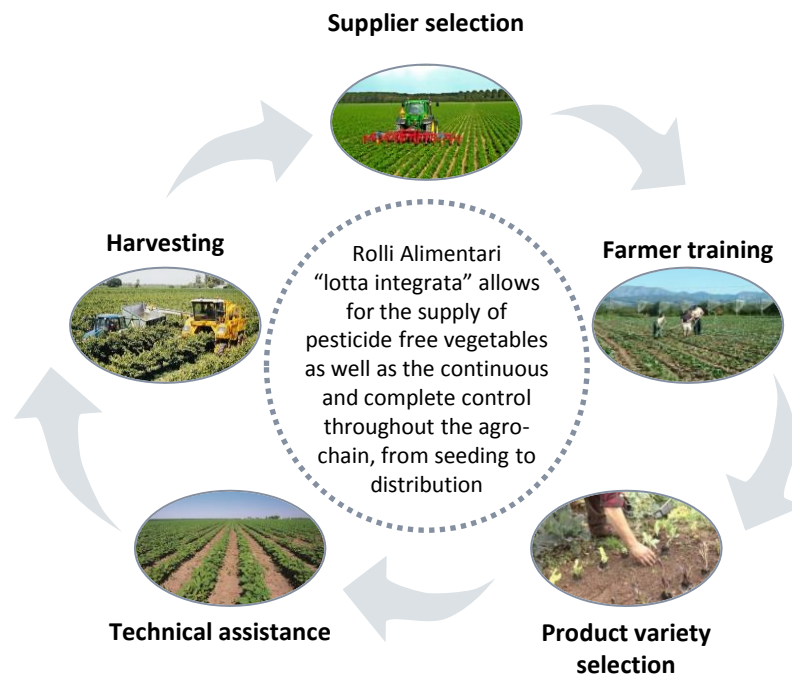 Supplier selection
Harvesting
Farmer training
Rolli Alimentari
“lotta integrata” allows
for the supply of
pesticide free vegetables
as well as the continuous
and complete control
throughout the agro-
chain, from seeding to
distribution
Technical assistance
Product variety
selection